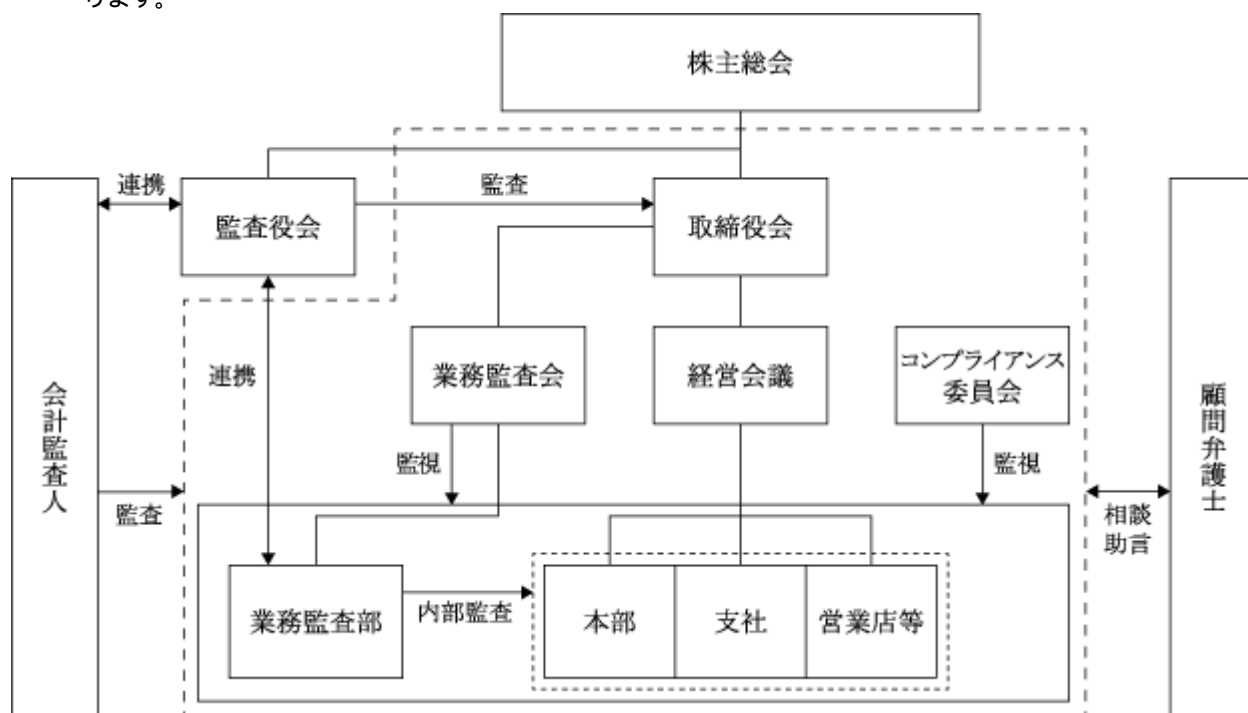 ります。
株主総会
連携
監査
監査役会
取締役会
連携
業務監査会
経営会議
コンプライアンス
委員会
会計監査人
顧問弁護士
監視
監視
監査
相談
助言
業務監査部
内部監査
本部
支社
営業店等